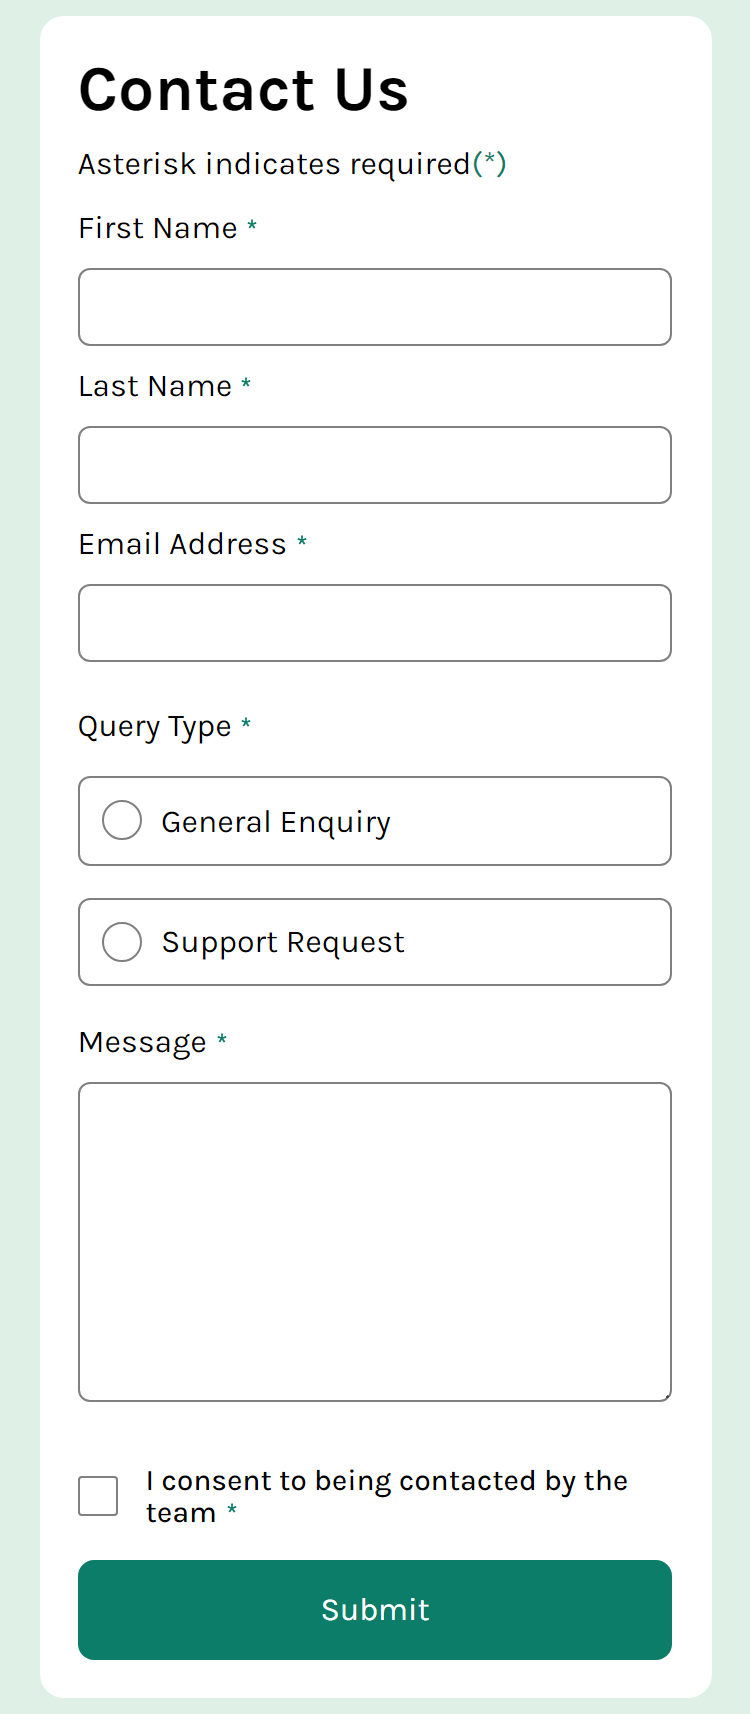 Contact Us
Asterisk indicates required(*)
First Name *
Last Name *
Email Address *
Query Type *
General Enquiry
Support Request
Message *
I consent to being contacted by the
team *
Submit